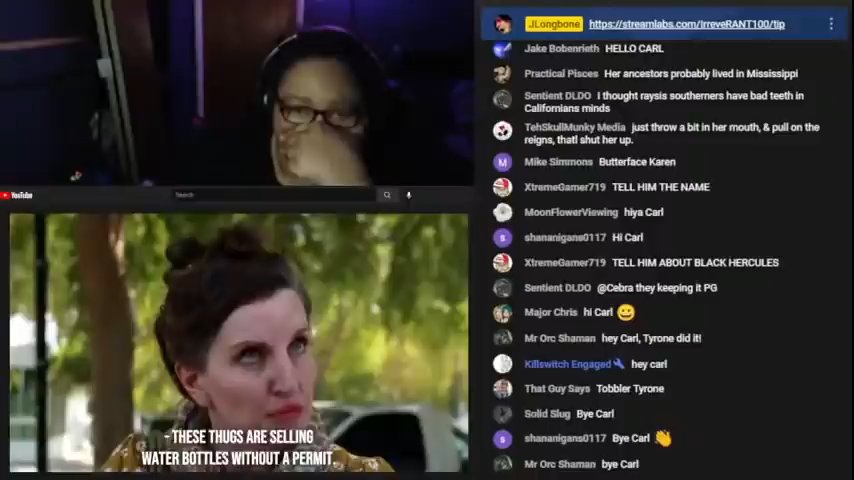 JLongbone https://streamlabs.com/IrreveRANT100/tip
Jake Bobenrieth HELLO CARL
Practical Pisces Her ancestors probably lived in Mississippi
Sentient DLDO I thought raysis southerners have bad teeth in
Californians minds
TehSkullMunky Media just throw a bit in her mouth, & pull on the
reigns, thatl shut her up.
M Mike Simmons Butterface Karen
XtremeGamer719 TELL HIM THE NAME
MoonFlowerViewing hiya Carl
s shananigans0117 Hi Carl
XtremeGamer719 TELL HIM ABOUT BLACK HERCULES
Sentient DLDO @Cebra they keeping it PG
Major Chris hi Carl 😀
Mr Orc Shaman hey Carl, Tyrone did it!
Killswitch Engaged hey carl
That Guy Says Tobbler Tyrone
Solid Slug Bye Carl
s shananigans0117 Bye Carl 👋
Mr Orc Shaman bye Carl
YouTube
Search
- THESE THUGS ARE SELLING
WATER BOTTLES WITHOUT A PERMIT.